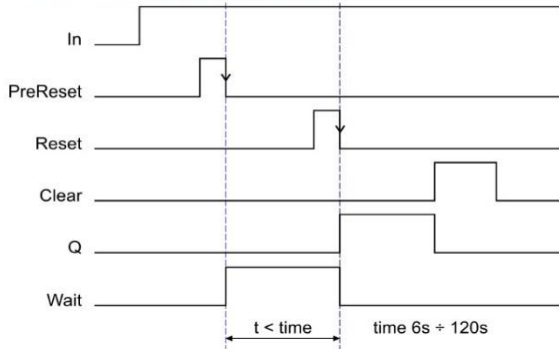 In
PreReset
Reset
Clear
Q
Wait
t < time time 6s ÷ 120s